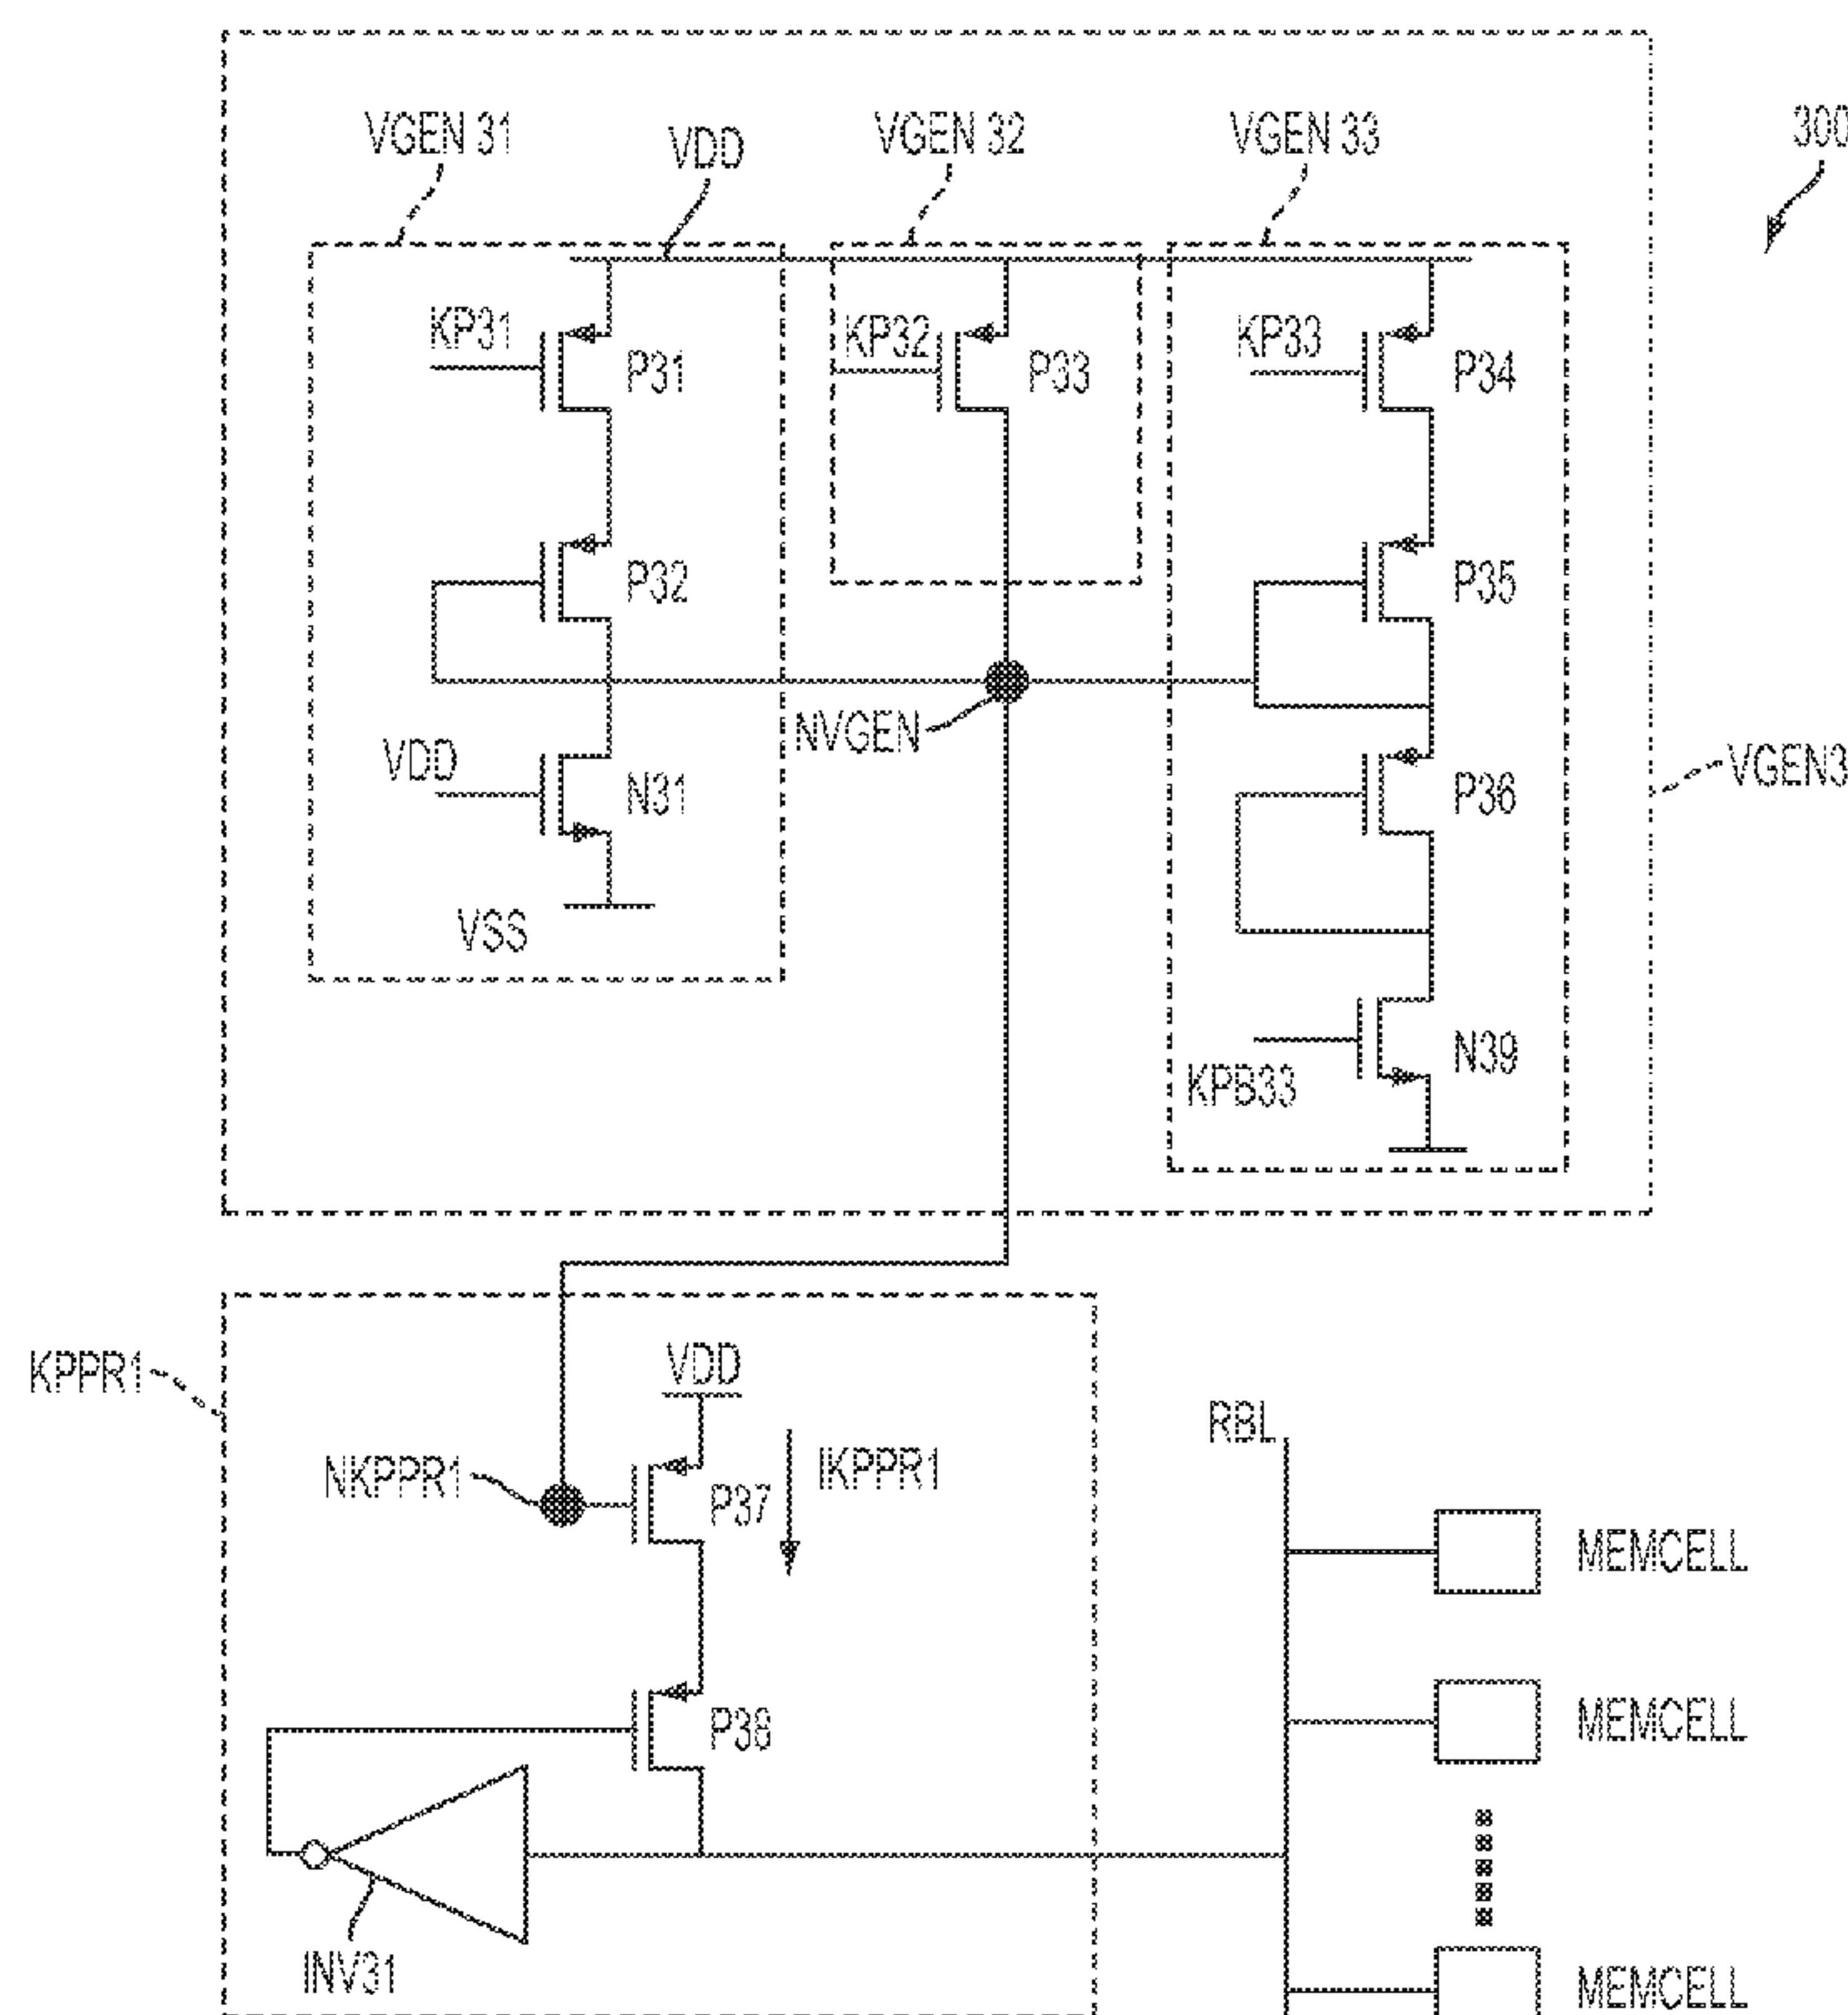 VGEN 31
VDD
VGEN 32
VGEN 33
300
KP31
P31
KP32
P33
KP33
P34
P32
P35
NVGEN
VDD
N31
P36
VGEN3
VSS
KPB33
N39
KPPR1
VDD
NKPPR1
P37
IKPPR1
RBL
MEMCELL
P38
MEMCELL
INV31
MEMCELL